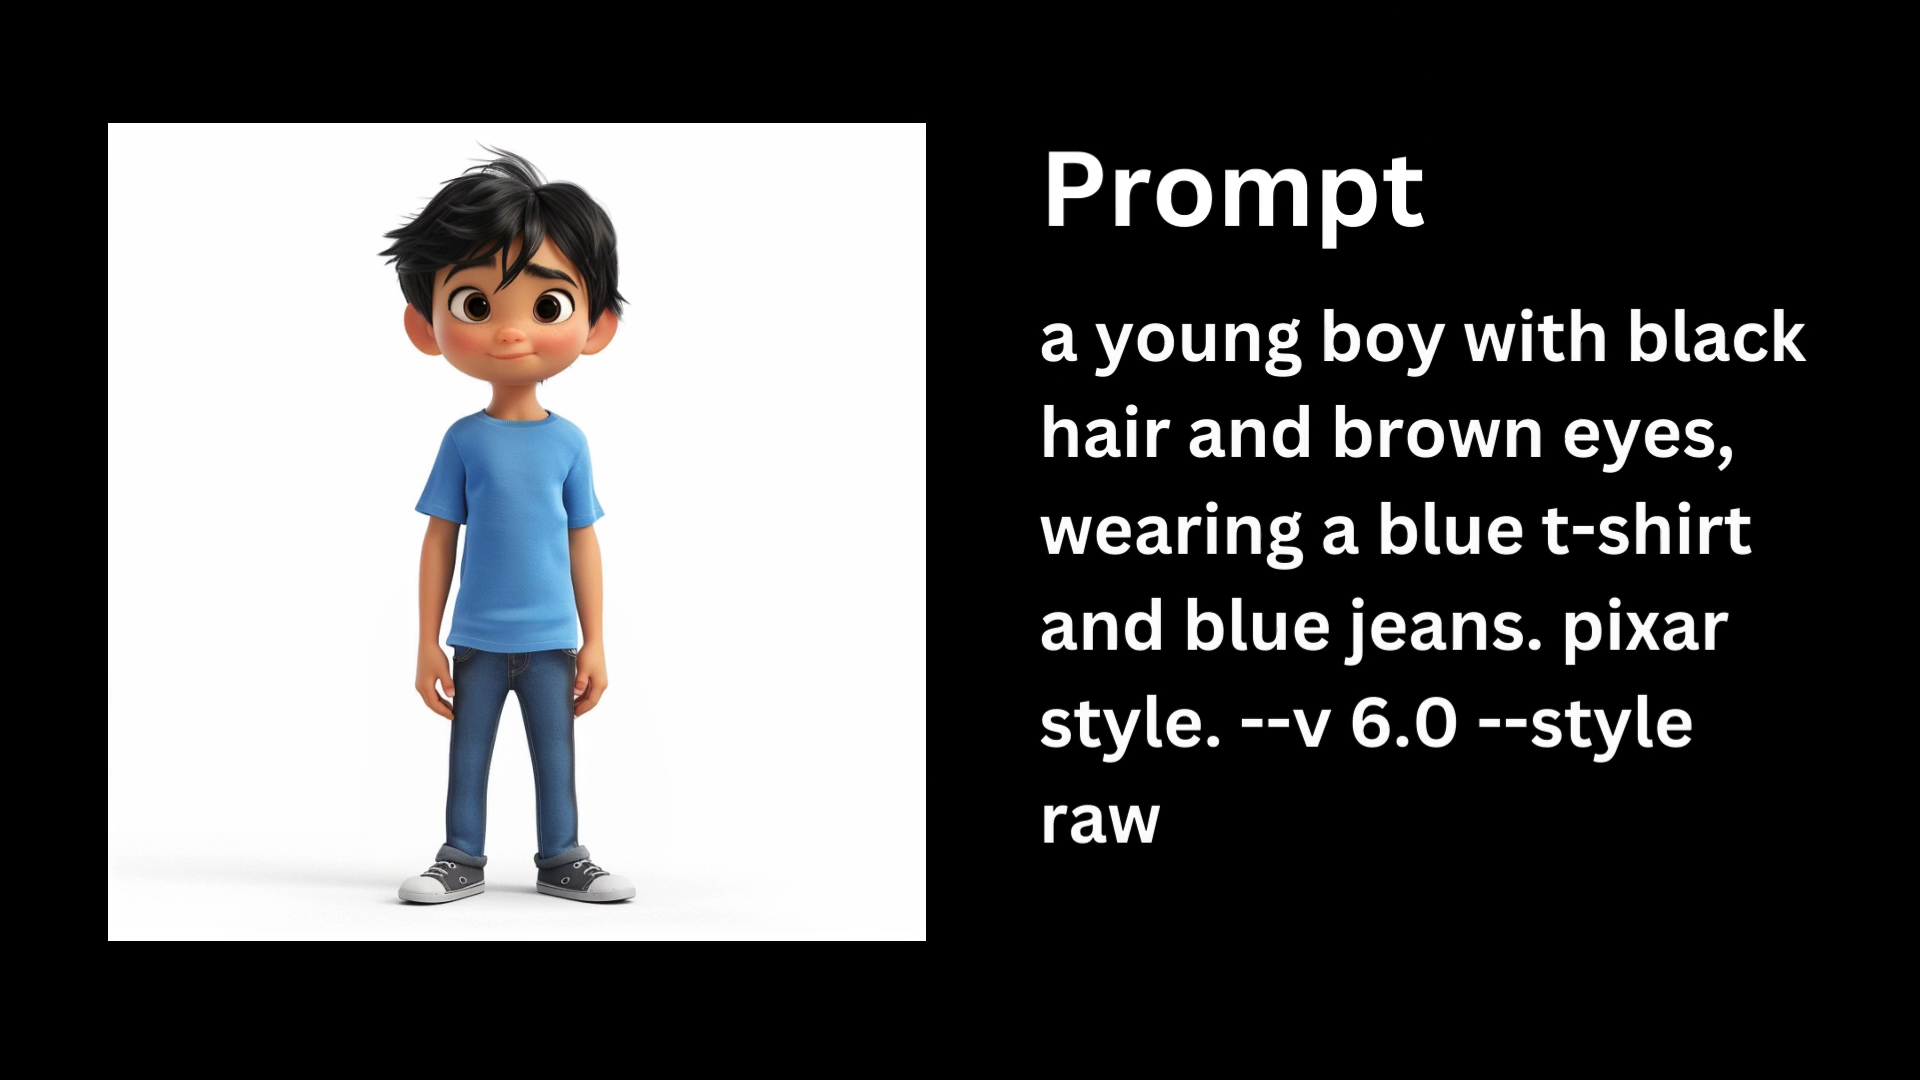 Prompt
a young boy with black
hair and brown eyes,
wearing a blue t-shirt
and blue jeans. pixar
style. --v 6.0 --style
raw